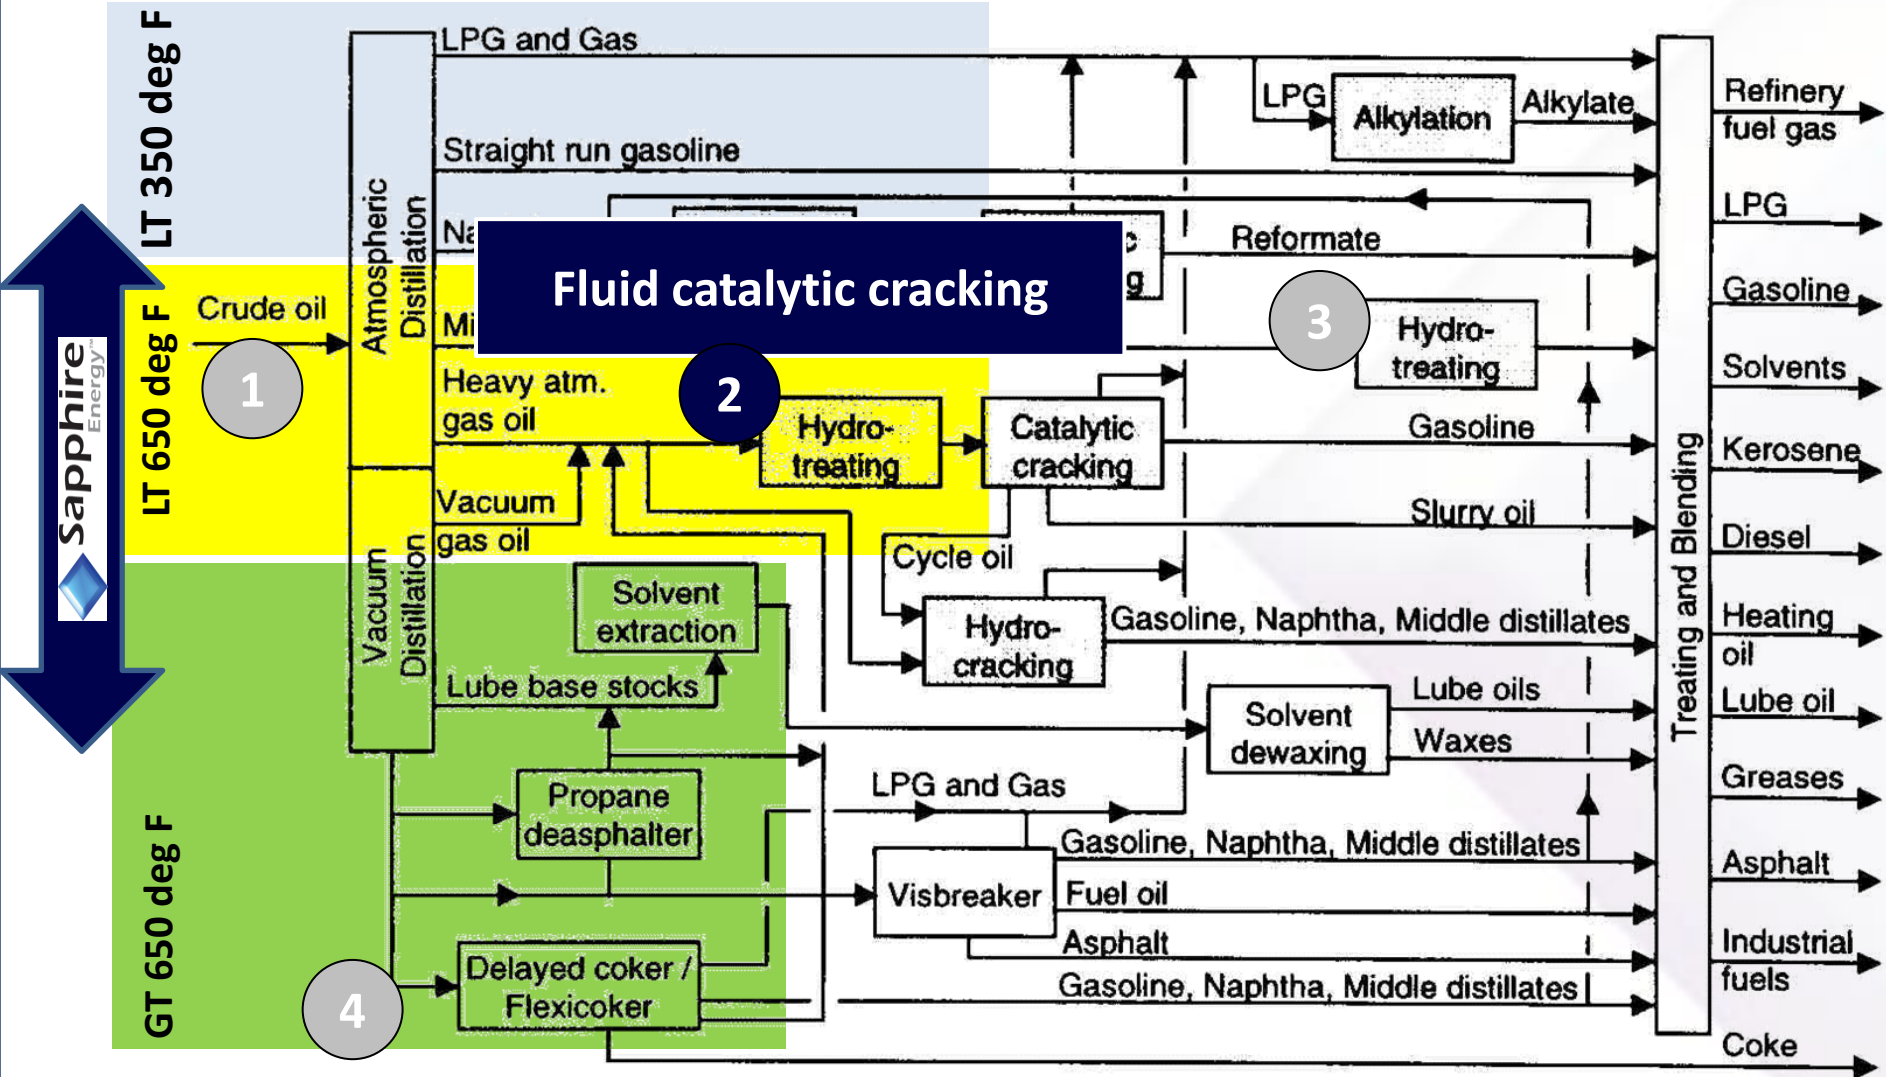 LT 350 deg F
LT 650 deg F
GT 650 deg F
Sapphire
Energy™
Crude oil
1
Atmospheric
Distillation
Vacuum
Distillation
LPG and Gas
Straight run gasoline
Fluid catalytic cracking
Heavy atm.
gas oil
2
Hydro-
treating
Catalytic
cracking
Vacuum
gas oil
Cycle oil
Solvent
extraction
Hydro-
cracking
Lube base stocks
Propane
deasphalter
LPG and Gas
Visbreaker
4
Delayed coker /
Flexicoker
LPG
Alkylation
Alkylate
Reformate
3
Hydro-
treating
Gasoline
Slurry oil
Gasoline, Naphtha, Middle distillates
Solvent
dewaxing
Lube oils
Waxes
Gasoline, Naphtha, Middle distillates
Fuel oil
Asphalt
Gasoline, Naphtha, Middle distillates
Treating and Blending
Refinery
fuel gas
LPG
Gasoline
Solvents
Kerosene
Diesel
Heating
oil
Lube oil
Greases
Asphalt
Industrial
fuels
Coke